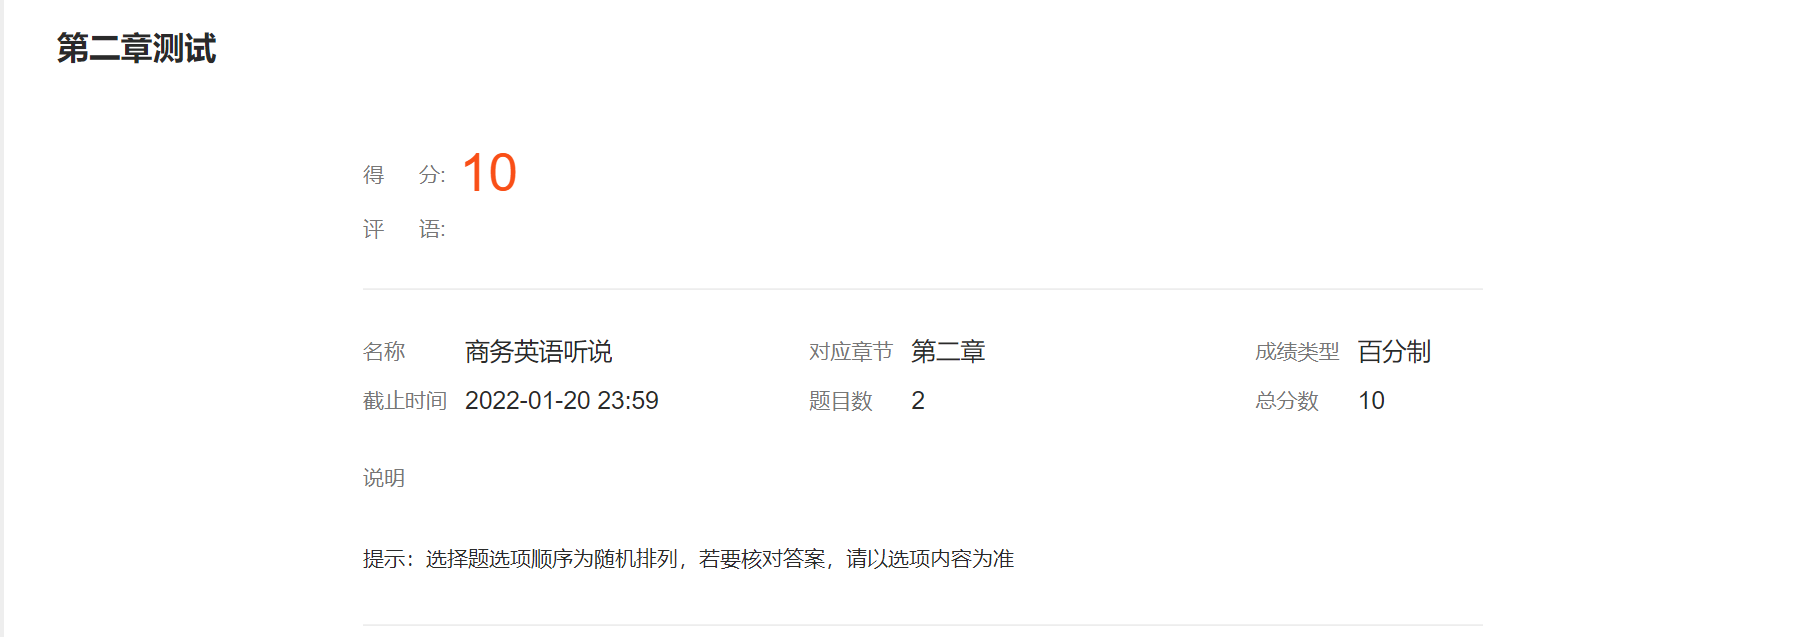 第二章测试
得 分: 10
评 语:
名称 商务英语听说 对应章节 第二章 成绩类型 百分制
截止时间 2022-01-20 23:59 题目数 2 总分数 10
说明
提示：选择题选项顺序为随机排列，若要核对答案，请以选项内容为准